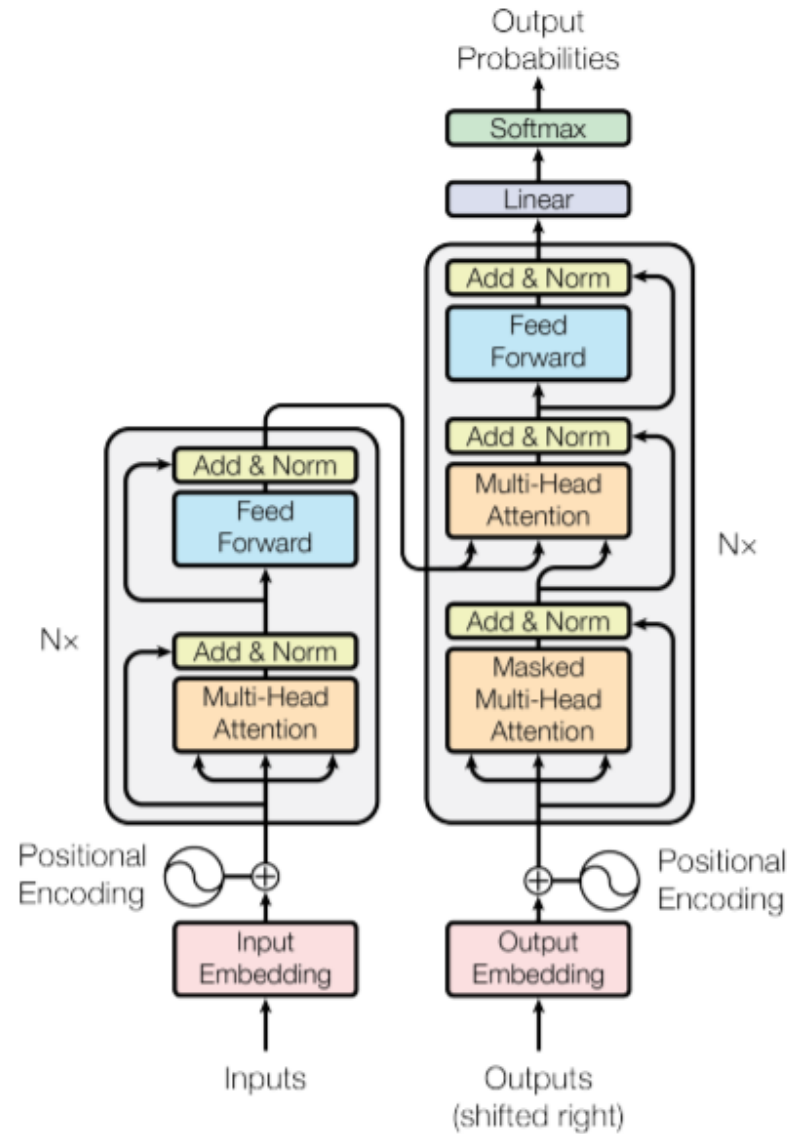 Output
Probabilities
Softmax
Linear
Add & Norm
Feed
Forward
Add & Norm
Multi-Head
Attention
Nx
Add & Norm
Masked
Multi-Head
Attention
Add & Norm
Feed
Forward
Nx
Add & Norm
Multi-Head
Attention
Positional
Encoding
Positional
Encoding
Input
Embedding
Output
Embedding
Inputs
Outputs
(shifted right)